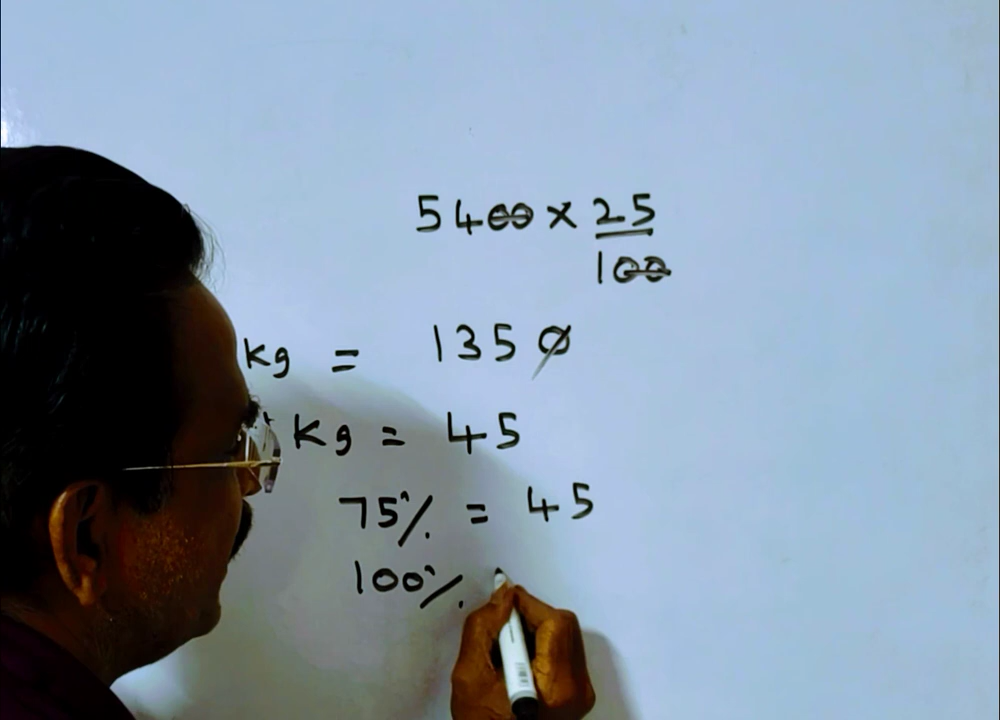 5400 x 25
100
kg = 1350
kg = 45
75% = 45
100%